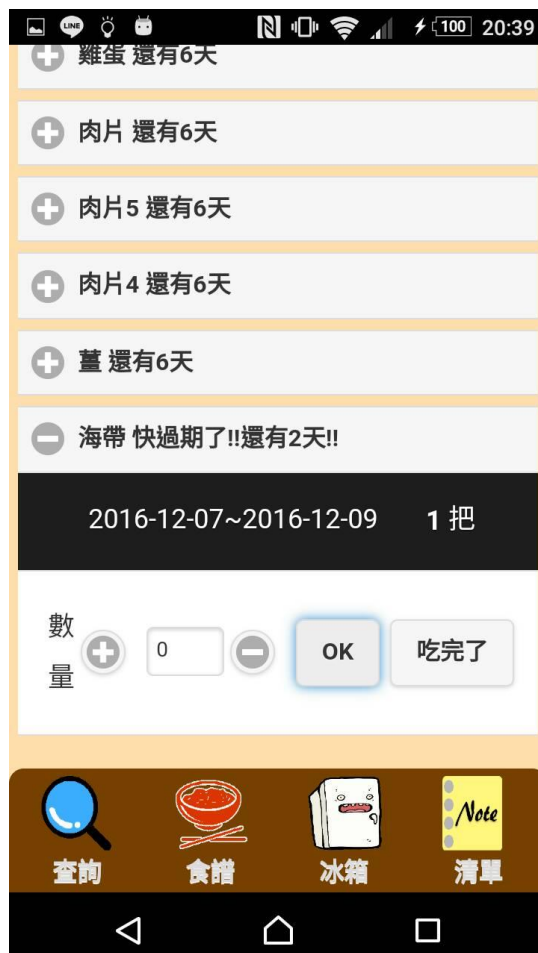 LINE
100 20:39
雞蛋 還有6天
肉片 還有6天
肉片5 還有6天
肉片4 還有6天
薑 還有6天
海帶 快過期了!!還有2天!!
2016-12-07~2016-12-09 1 把
數量 0 OK 吃完了
Note
查詢 食譜 冰箱 清單